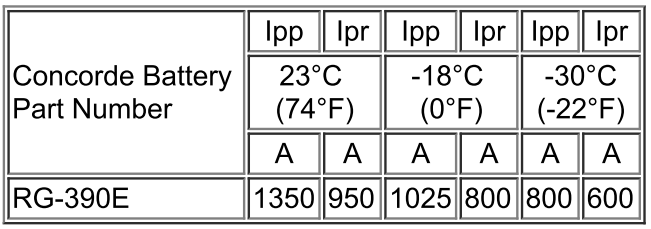 Ipp Ipr Ipp Ipr Ipp Ipr
Concorde Battery
Part Number
23°C
(74°F)
-18°C
(0°F)
-30°C
(-22°F)
A A A A A A
RG-390E 1350 950 1025 800 800 600